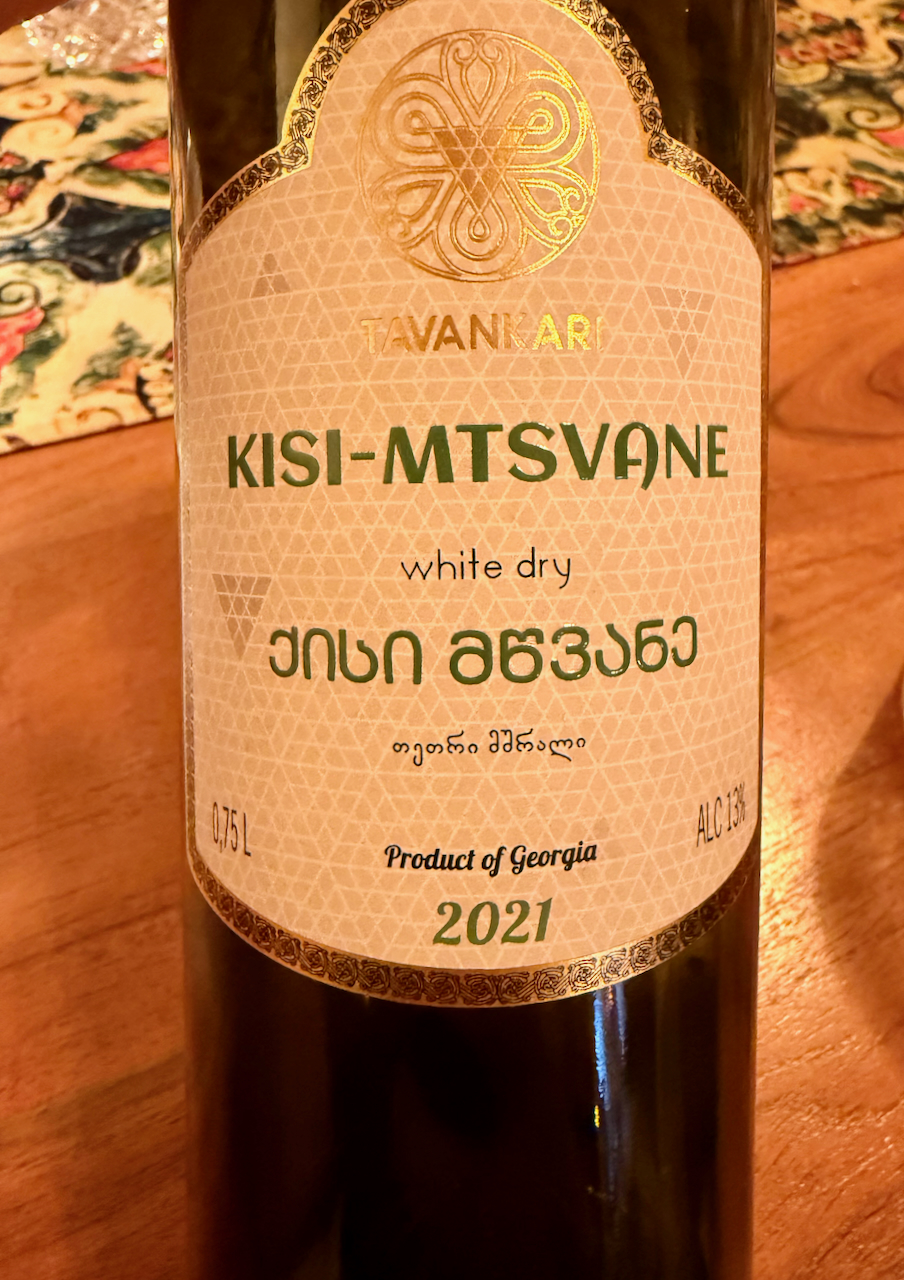 TAVANKARI
KISI-MTSVANE
white dry
ქისი მწვანე
თეთრი მშრალი
0,75 L
ALC 13%
Product of Georgia
2021